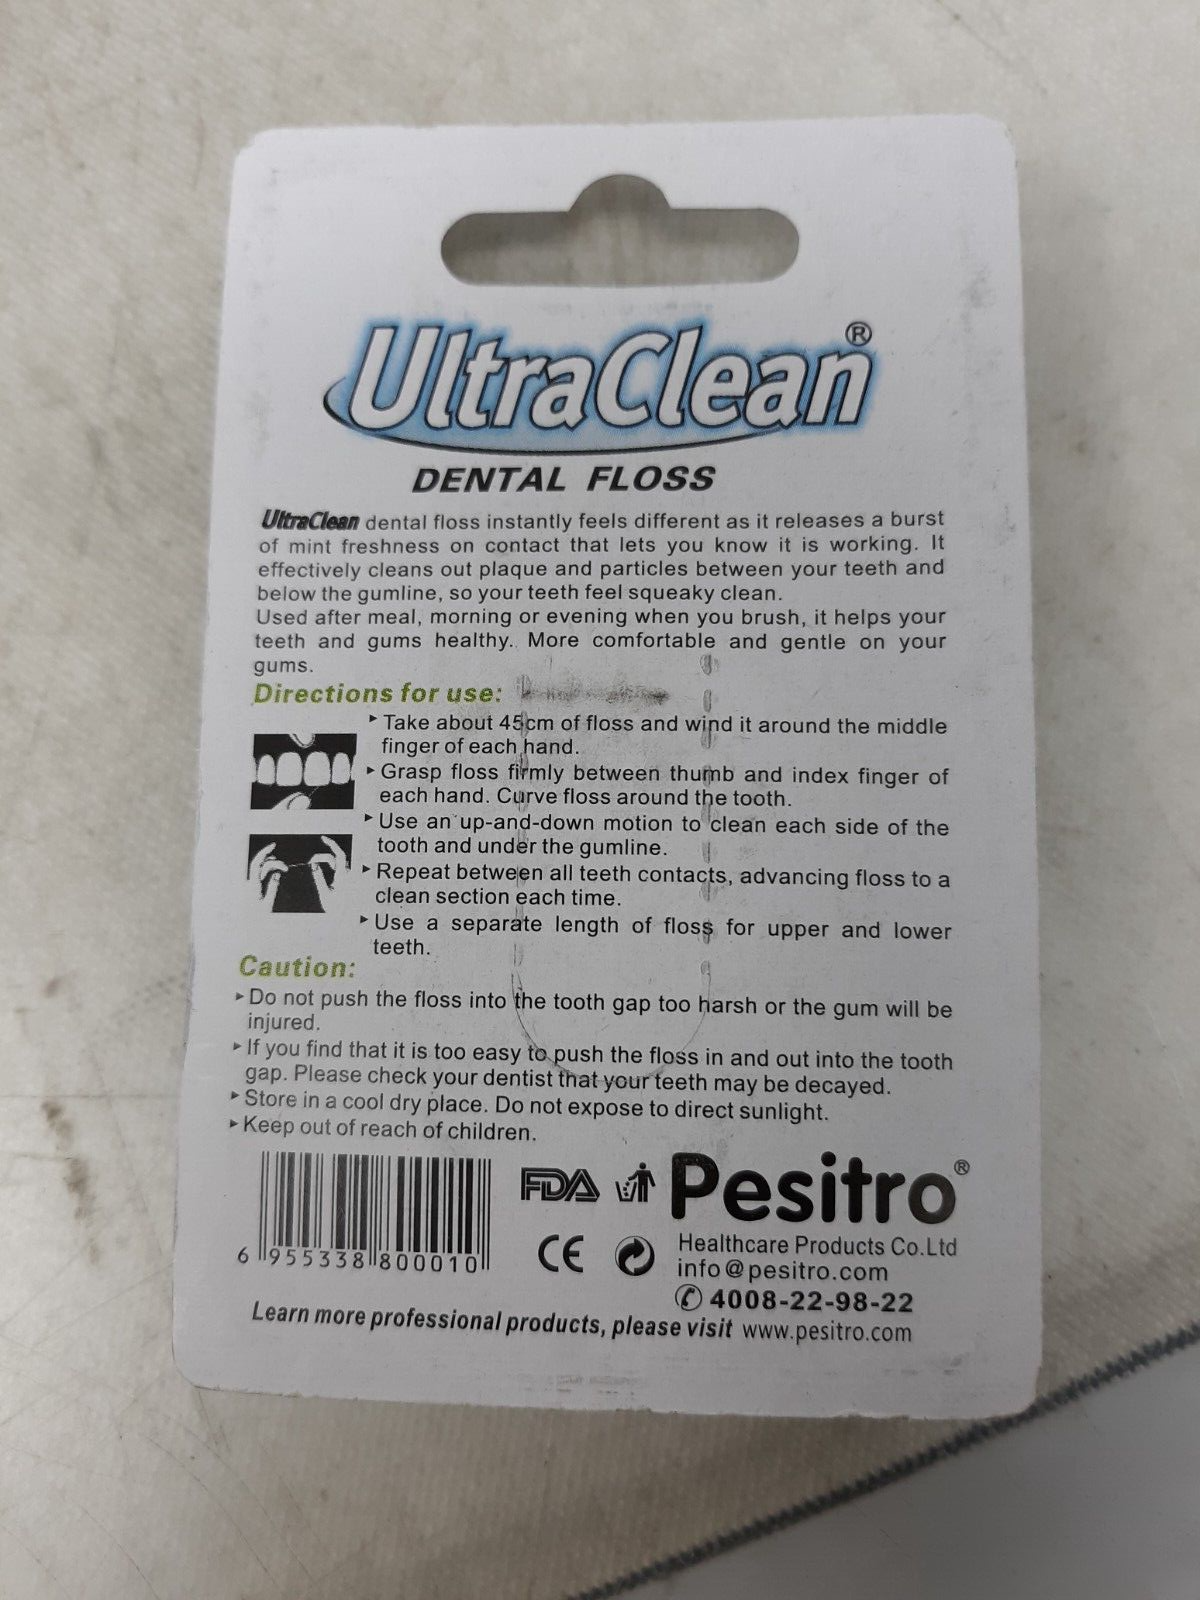 UltraClean®
DENTAL FLOSS
UltraClean dental floss instantly feels different as it releases a burst
of mint freshness on contact that lets you know it is working. It
effectively cleans out plaque and particles between your teeth and
below the gumline, so your teeth feel squeaky clean.
Used after meal, morning or evening when you brush, it helps your
teeth and gums healthy. More comfortable and gentle on your
gums.
Directions for use:
▸Take about 45cm of floss and wind it around the middle
finger of each hand.
▸Grasp floss firmly between thumb and index finger of
each hand. Curve floss around the tooth.
▸Use an up-and-down motion to clean each side of the
tooth and under the gumline.
▸Repeat between all teeth contacts, advancing floss to a
clean section each time.
▸Use a separate length of floss for upper and lower
teeth.
Caution:
▸Do not push the floss into the tooth gap too harsh or the gum will be
injured.
▸If you find that it is too easy to push the floss in and out into the tooth
gap. Please check your dentist that your teeth may be decayed.
▸Store in a cool dry place. Do not expose to direct sunlight.
▸Keep out of reach of children.
6 955338 800010
FDA
CE
Pesitro®
Healthcare Products Co.Ltd
info@pesitro.com
✆ 4008-22-98-22
Learn more professional products, please visit www.pesitro.com